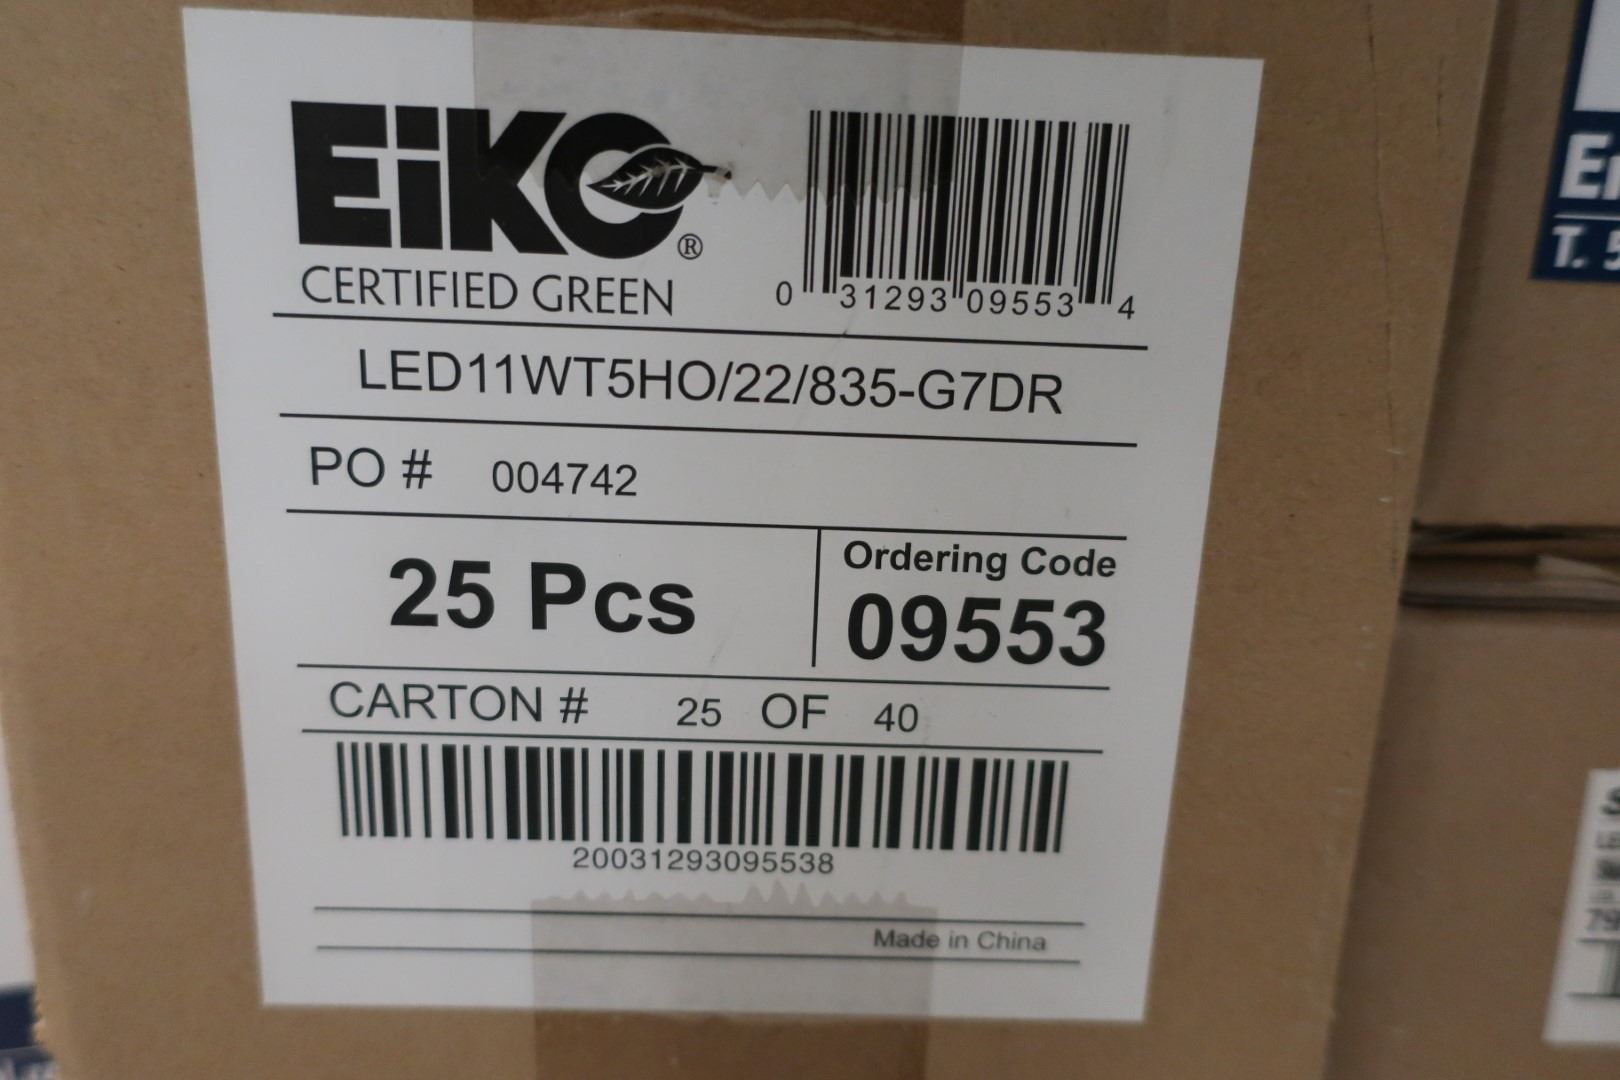 EiKO®
CERTIFIED GREEN
0 31293 09553 4
LED11WT5HO/22/835-G7DR
PO # 004742
25 Pcs
Ordering Code
09553
CARTON # 25 OF 40
20031293095538
Made in China
T. 5